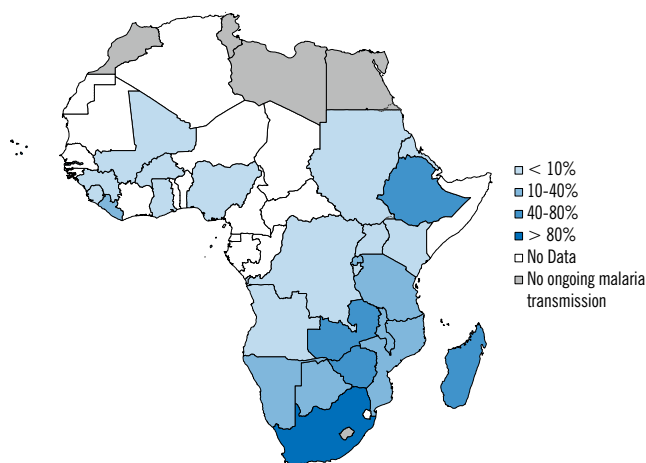 < 10%
10-40%
40-80%
> 80%
No Data
No ongoing malaria
transmission